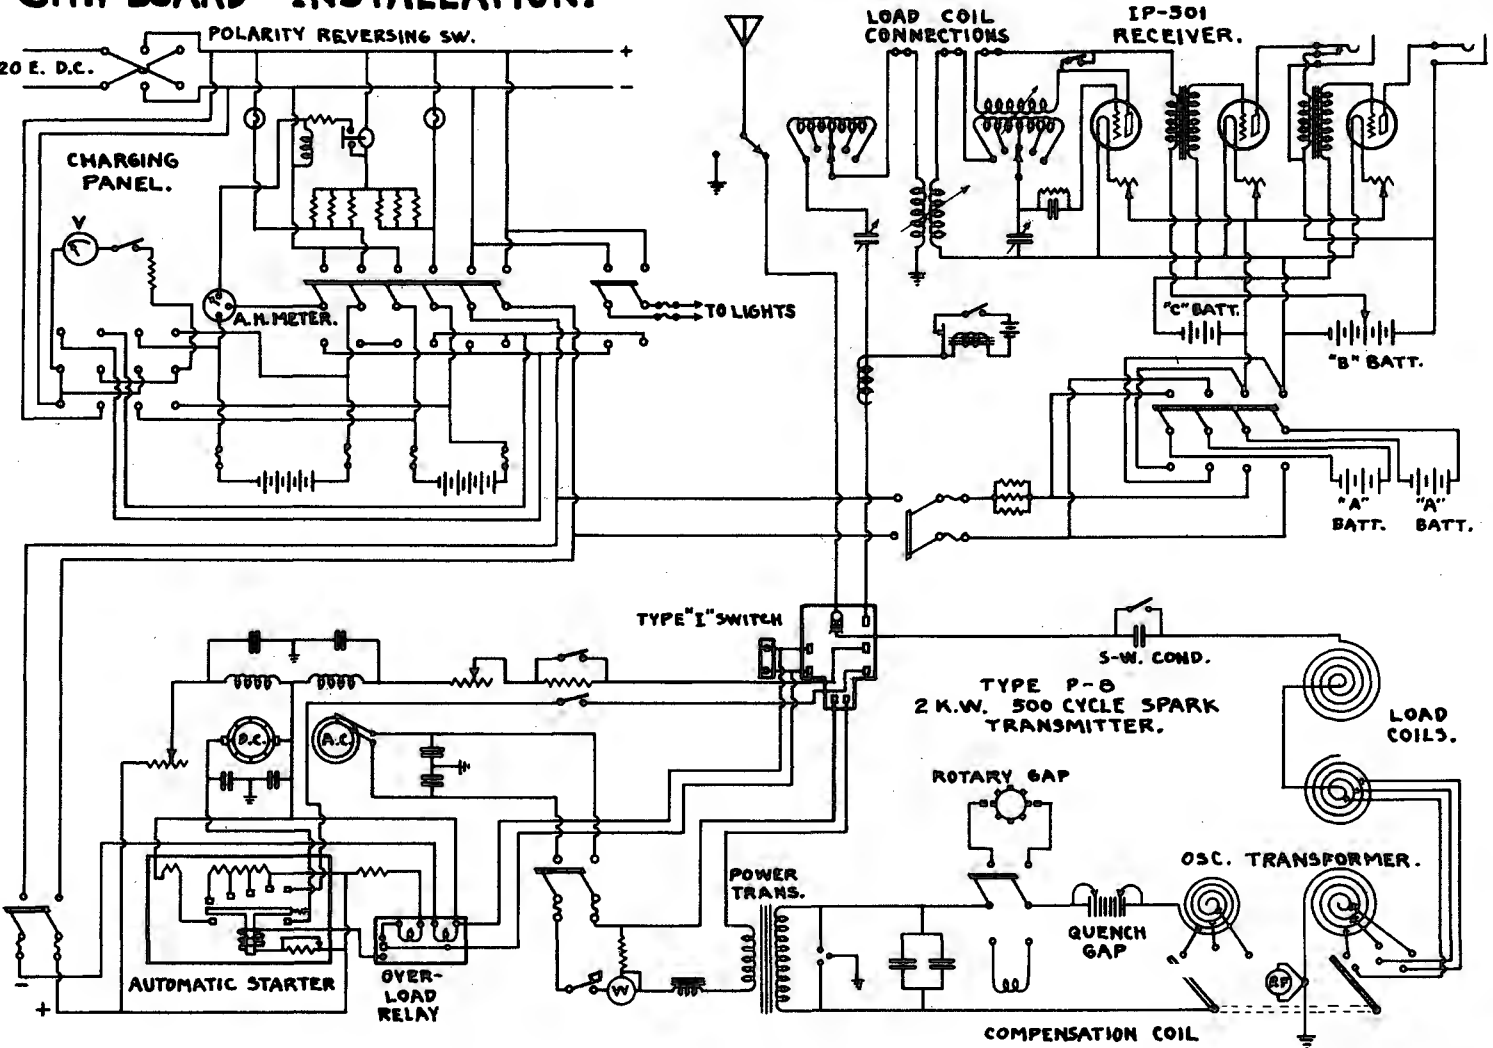 SHIPBOARD INSTALLATION.
POLARITY REVERSING SW.
20 E. D.C.
+
-
CHARGING
PANEL.
V
A.H. METER.
TO LIGHTS
LOAD COIL
CONNECTIONS
IP-501
RECEIVER.
"C" BATT.
"B" BATT.
"A"
BATT.
"A"
BATT.
TYPE "I" SWITCH
S-W. COND.
TYPE P-8
2 K.W. 500 CYCLE SPARK
TRANSMITTER.
LOAD
COILS.
D.C.
A.C.
ROTARY GAP
OSC. TRANSFORMER.
POWER
TRANS.
QUENCH
GAP
AUTOMATIC STARTER
OVER-
LOAD
RELAY
W
RF
-
+
COMPENSATION COIL